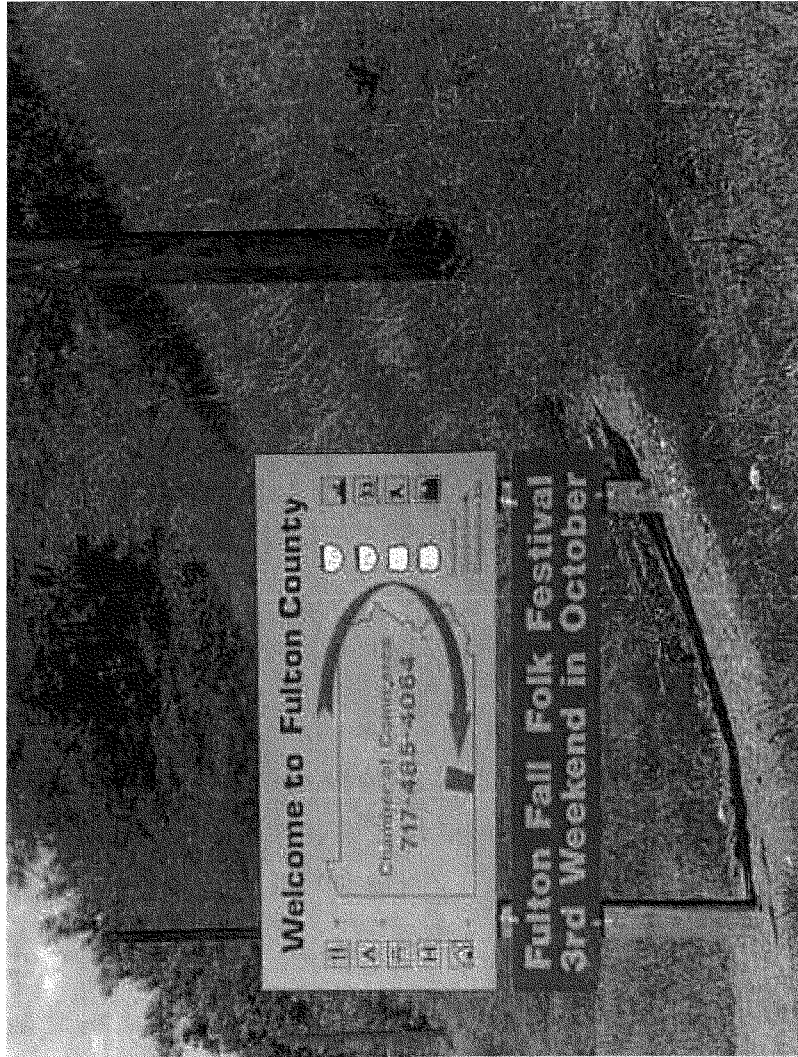 Welcome to Fulton County
Chamber of Commerce
717-485-4064
Fulton Fall Folk Festival
3rd Weekend in October